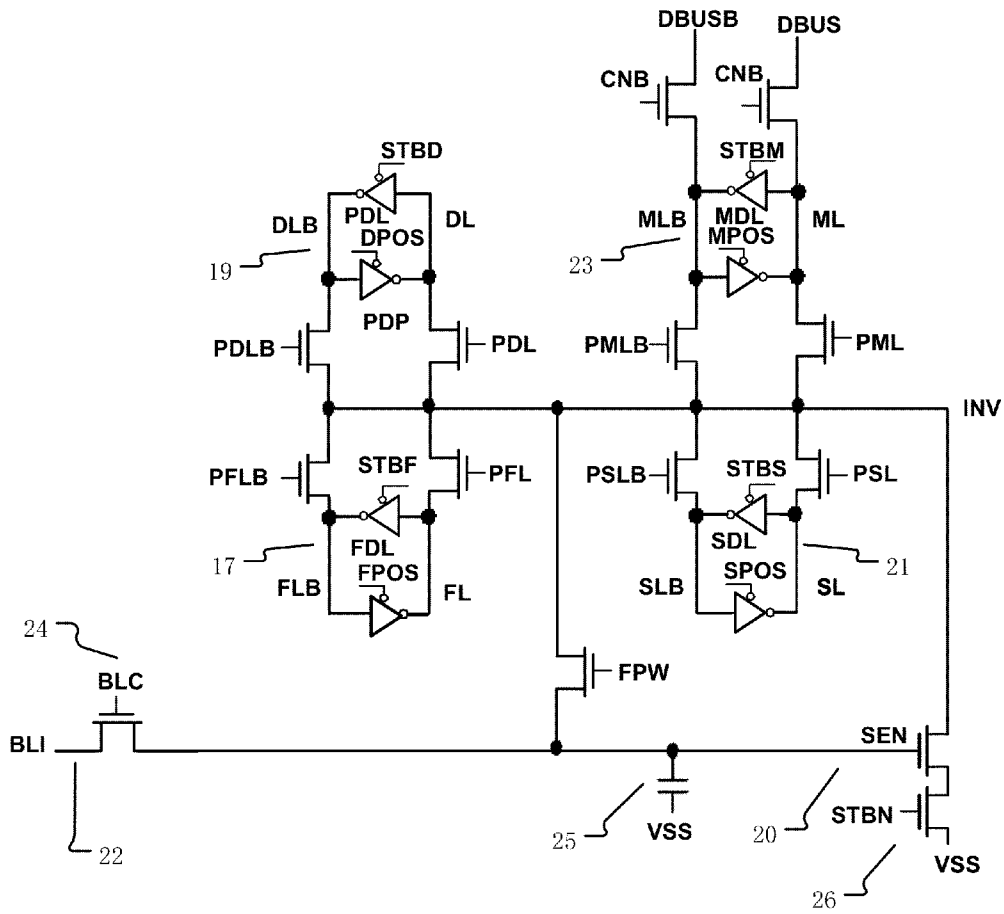 DBUSB
DBUS
CNB
CNB
STBD
STBM
DLB
PDL
DL
MLB
MDL
ML
DPOS
MPOS
19
23
PDP
PDLB
PDL
PMLB
PML
INV
PFLB
STBF
PFL
PSLB
STBS
PSL
17
FDL
SDL
21
FLB
FPOS
FL
SLB
SPOS
SL
24
BLC
FPW
BLI
SEN
22
25
VSS
20
STBN
26
VSS